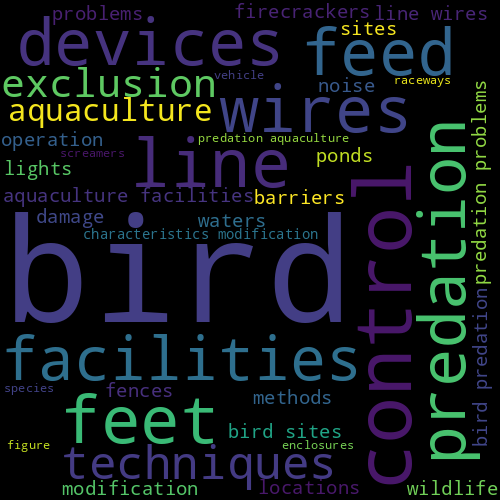 problems
firecrackers
line wires
devices
sites
feed
vehicle
raceways
exclusion
noise
wires
aquaculture
predation problems
operation
predation aquaculture
line
screamers
ponds
lights
control
predation
aquaculture facilities
barriers
damage
waters
bird
characteristics modification
bird predation
facilities
species
fences
methods
feet
bird sites
figure
enclosures
techniques
modification
locations
wildlife